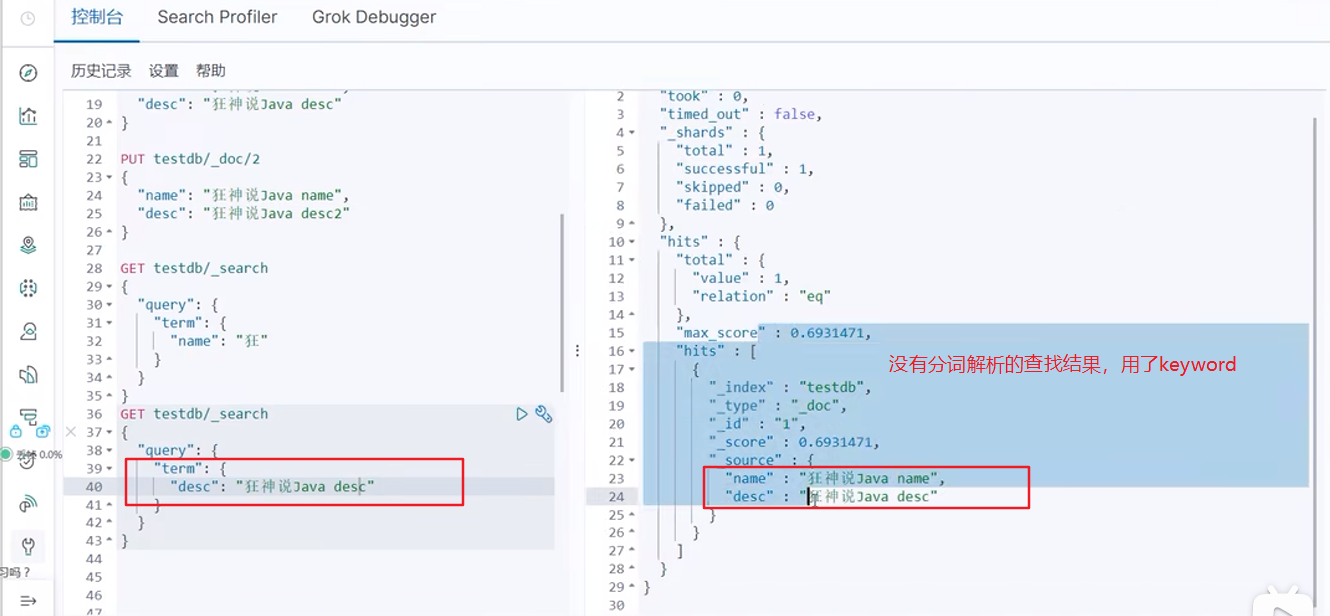 控制台 Search Profiler Grok Debugger
历史记录 设置 帮助
19 "desc": "狂神说Java desc"
20 }
21
22 PUT testdb/_doc/2
23 {
24 "name": "狂神说Java name",
25 "desc": "狂神说Java desc2"
26 }
27
28 GET testdb/_search
29 {
30 "query": {
31 "term": {
32 "name": "狂"
33 }
34 }
35 }
36 GET testdb/_search
37 {
38 "query": {
39 "term": {
40 "desc": "狂神说Java desc"
41 }
42 }
43 }
44
45
46
47
2 "took" : 0,
3 "timed_out" : false,
4 "_shards" : {
5 "total" : 1,
6 "successful" : 1,
7 "skipped" : 0,
8 "failed" : 0
9 },
10 "hits" : {
11 "total" : {
12 "value" : 1,
13 "relation" : "eq"
14 },
15 "max_score" : 0.6931471,
16 "hits" : [
没有分词解析的查找结果，用了keyword
17 {
18 "_index" : "testdb",
19 "_type" : "_doc",
20 "_id" : "1",
21 "_score" : 0.6931471,
22 "_source" : {
23 "name" : "狂神说Java name",
24 "desc" : "狂神说Java desc"
25 }
26 }
27 ]
28 }
29 }
30
0.0%
习吗？